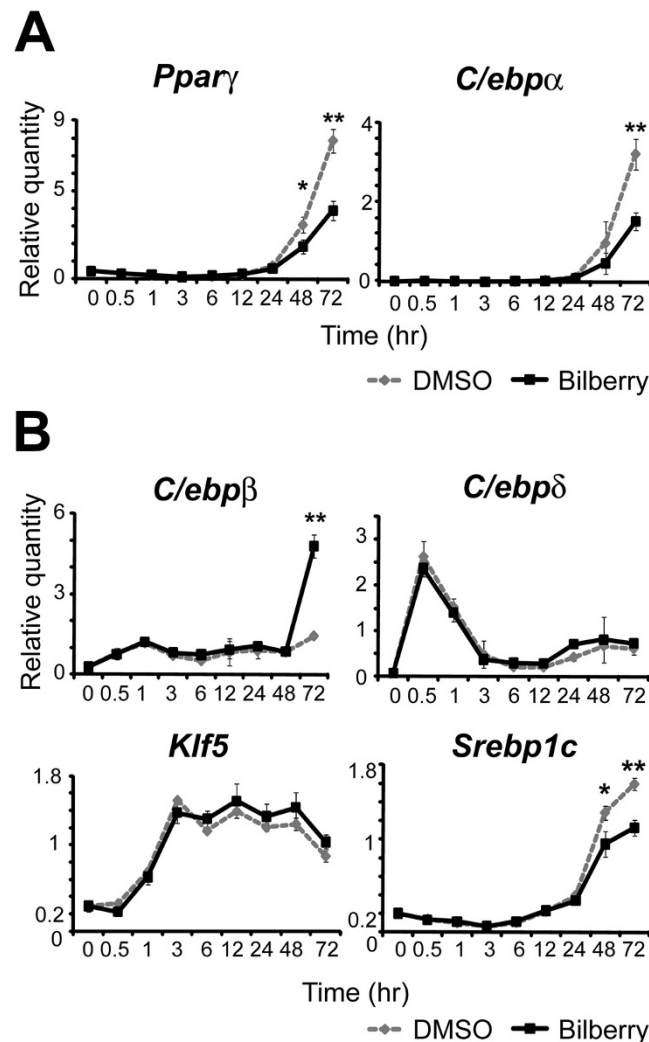 A
Pparγ C/ebpα
Relative quantity
9
5
0
* **
0 0.5 1 3 6 12 24 48 72
4
2
0
**
0 0.5 1 3 6 12 24 48 72
Time (hr)
DMSO Bilberry
B
C/ebpβ C/ebpδ
Relative quantity
6
3
0
**
0 0.5 1 3 6 12 24 48 72
3
2
1
0
0 0.5 1 3 6 12 24 48 72
Klf5 Srebp1c
1.8
1
0.2
0
0 0.5 1 3 6 12 24 48 72
1.8
1
0.2
0
* **
0 0.5 1 3 6 12 24 48 72
Time (hr)
DMSO Bilberry